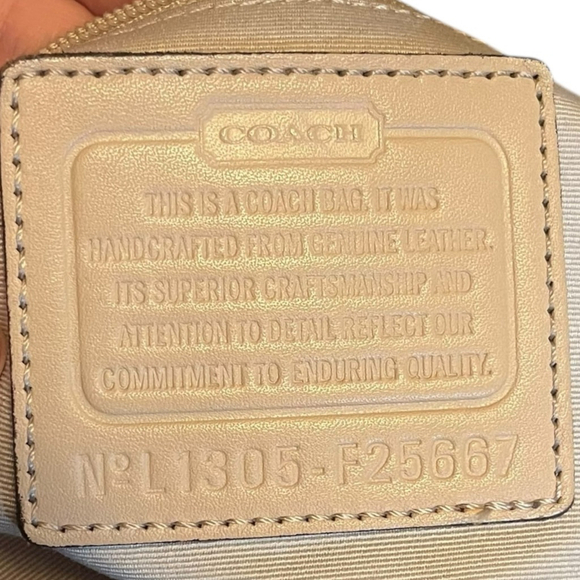 COACH
THIS IS A COACH BAG. IT WAS
HANDCRAFTED FROM GENUINE LEATHER.
ITS SUPERIOR CRAFTSMANSHIP AND
ATTENTION TO DETAIL REFLECT OUR
COMMITMENT TO ENDURING QUALITY.
Nº L1305-F25667